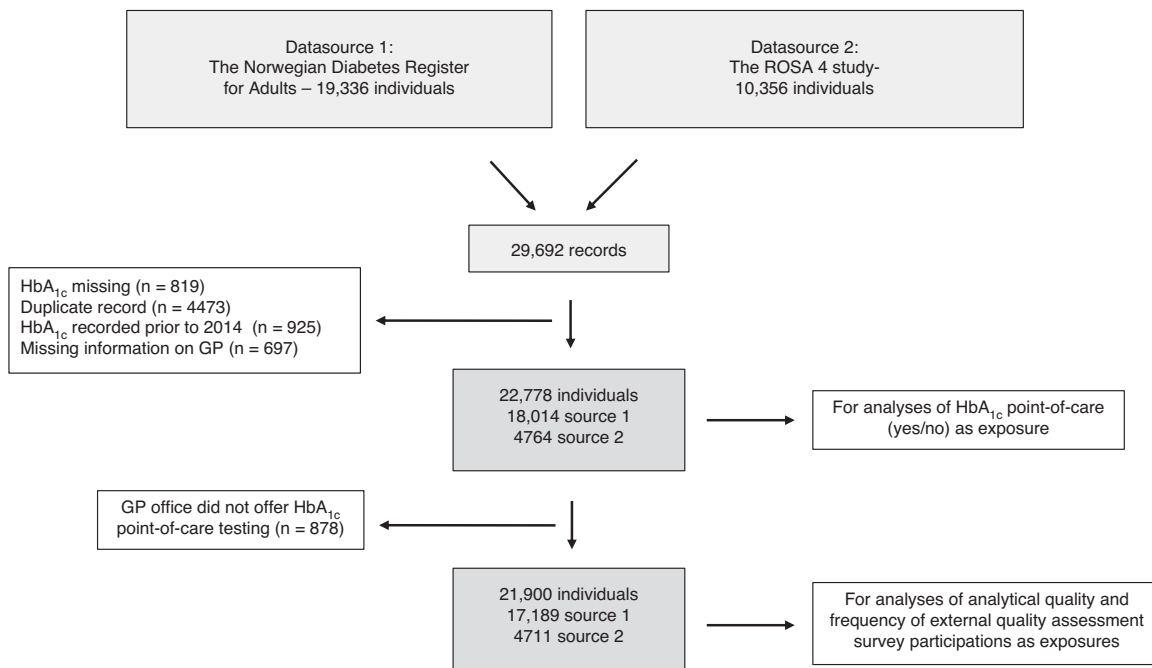 Datasource 1:
The Norwegian Diabetes Register
for Adults – 19,336 individuals
Datasource 2:
The ROSA 4 study-
10,356 individuals
29,692 records
HbA1c missing (n = 819)
Duplicate record (n = 4473)
HbA1c recorded prior to 2014 (n = 925)
Missing information on GP (n = 697)
22,778 individuals
18,014 source 1
4764 source 2
For analyses of HbA1c point-of-care
(yes/no) as exposure
GP office did not offer HbA1c
point-of-care testing (n = 878)
21,900 individuals
17,189 source 1
4711 source 2
For analyses of analytical quality and
frequency of external quality assessment
survey participations as exposures